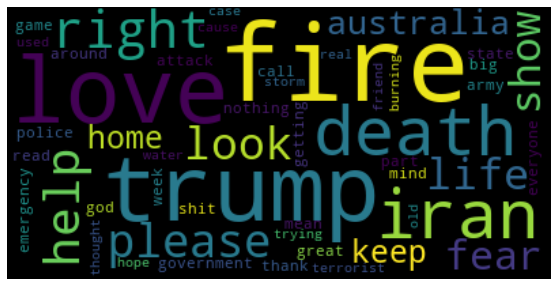 game
used
case
cause
real
right
fire
australia
show
around
attack
call
storm
friend
burning
state
big
army
love
nothing
getting
death
police
home
look
everyone
read
water
part
mind
life
help
trump
iran
emergency
god
week
shit
mean
trying
old
please
great
keep
fear
thought
hope
government
thank
terrorist